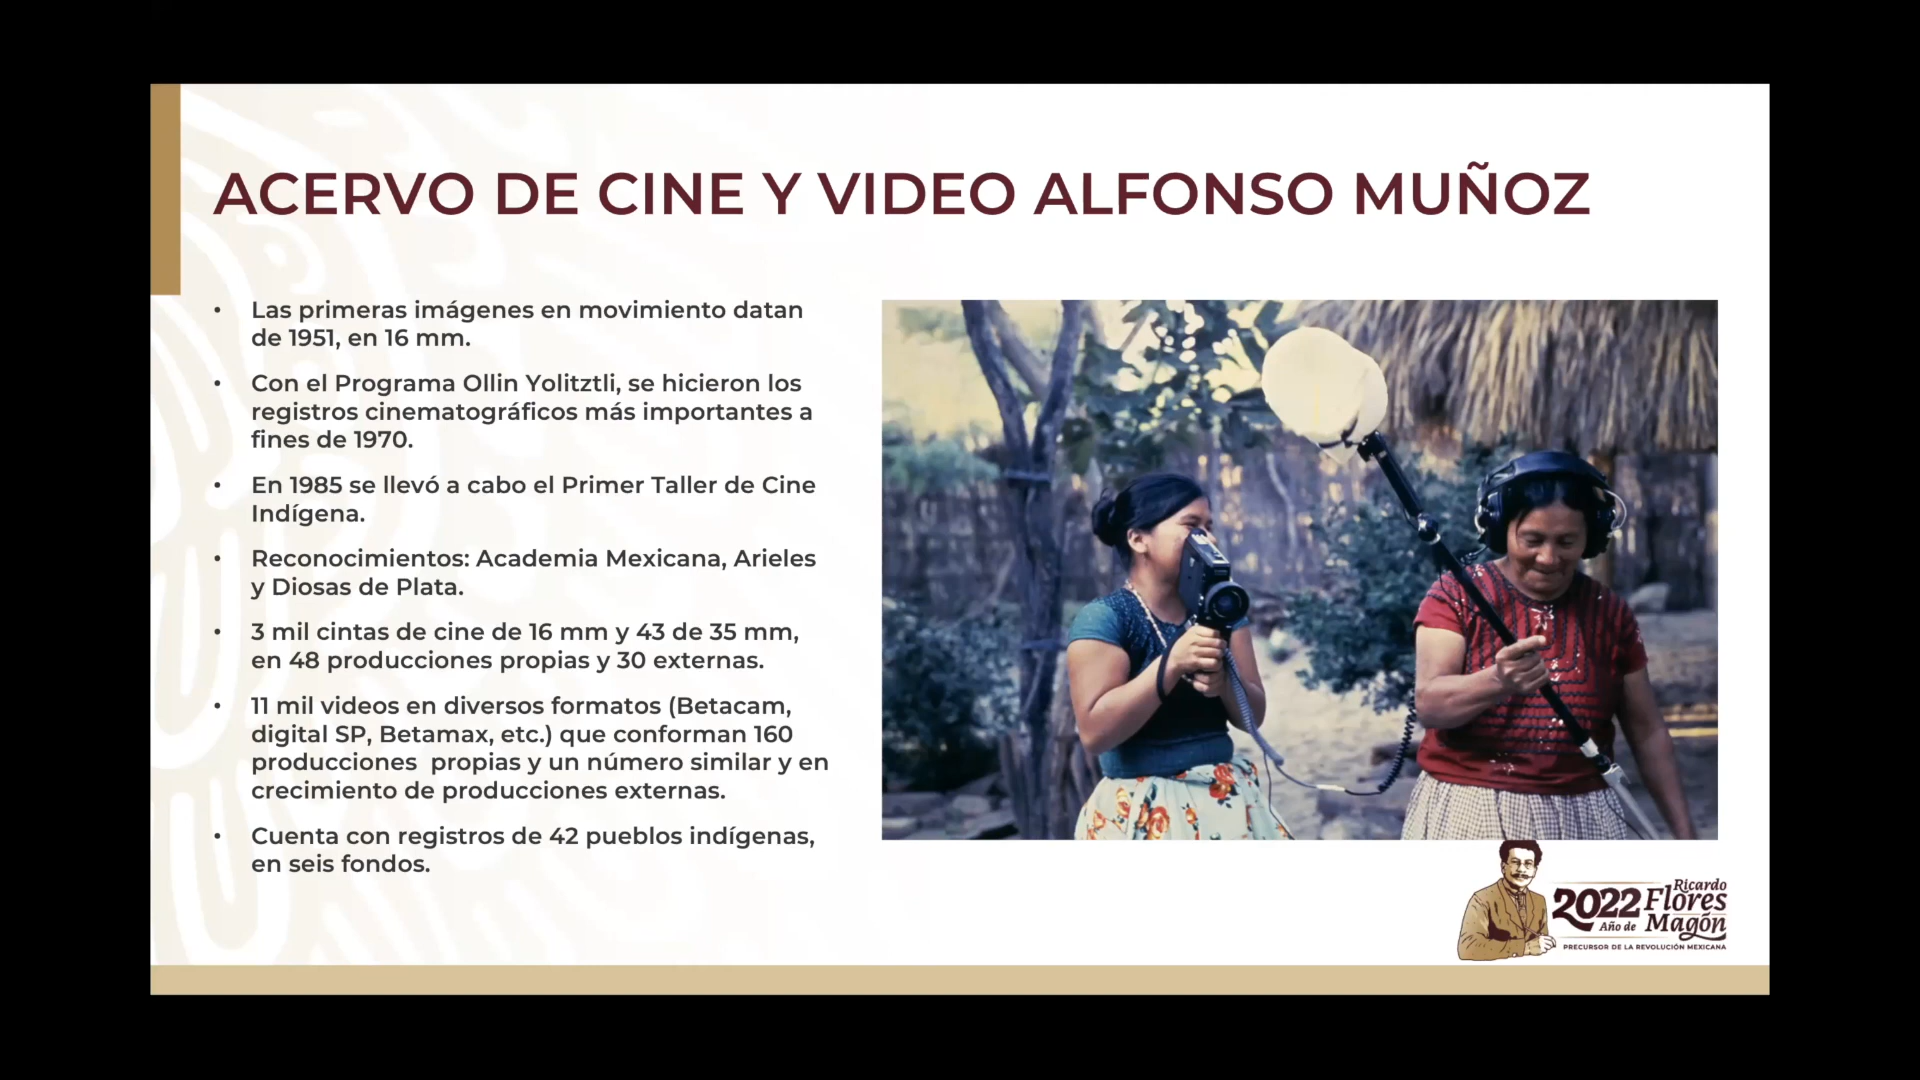 ACERVO DE CINE Y VIDEO ALFONSO MUÑOZ
• Las primeras imágenes en movimiento datan
de 1951, en 16 mm.
• Con el Programa Ollin Yolitztli, se hicieron los
registros cinematográficos más importantes a
fines de 1970.
• En 1985 se llevó a cabo el Primer Taller de Cine
Indígena.
• Reconocimientos: Academia Mexicana, Arieles
y Diosas de Plata.
• 3 mil cintas de cine de 16 mm y 43 de 35 mm,
en 48 producciones propias y 30 externas.
• 11 mil videos en diversos formatos (Betacam,
digital SP, Betamax, etc.) que conforman 160
producciones  propias y un número similar y en
crecimiento de producciones externas.
• Cuenta con registros de 42 pueblos indígenas,
en seis fondos.
2022
Año de
Ricardo
Flores
Magón
PRECURSOR DE LA REVOLUCIÓN MEXICANA